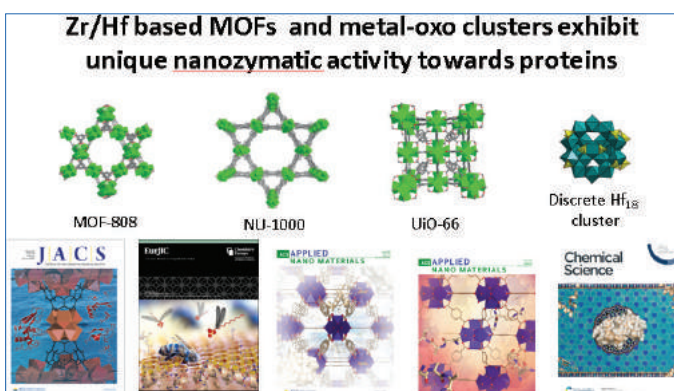 Zr/Hf based MOFs and metal-oxo clusters exhibit
unique nanozymatic activity towards proteins
MOF-808
NU-1000
UiO-66
Discrete Hf18
cluster
JACS
EurJIC
APPLIED
NANO MATERIALS
APPLIED
NANO MATERIALS
Chemical
Science